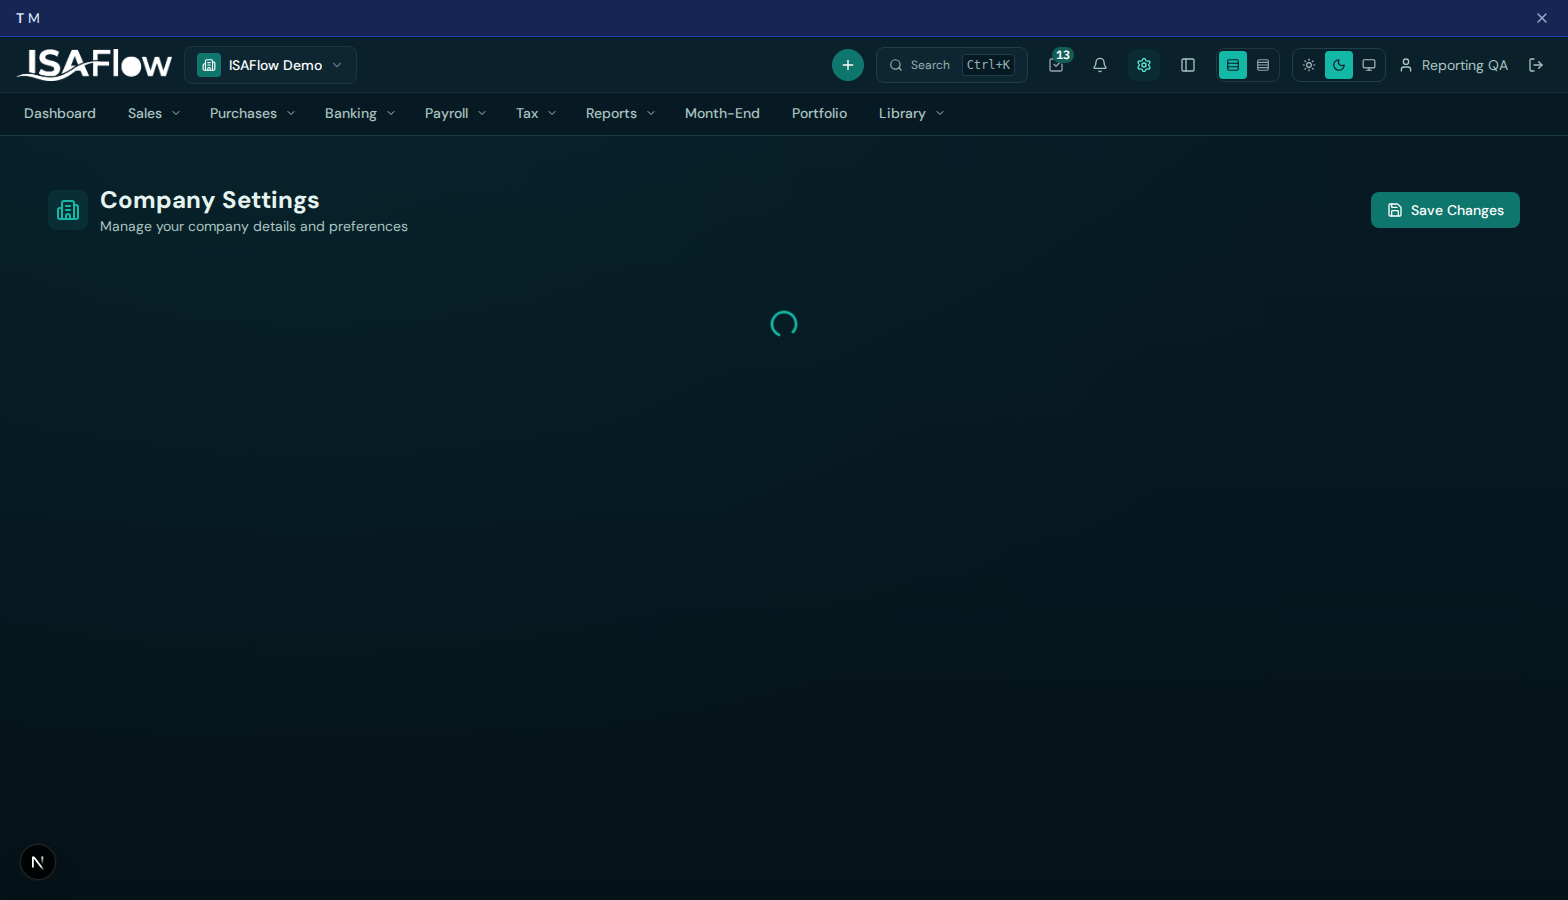 T M
ISAFlow
ISAFlow Demo
Search Ctrl+K
13
Reporting QA
Dashboard Sales Purchases Banking Payroll Tax Reports Month-End Portfolio Library
Company Settings
Manage your company details and preferences
Save Changes
N